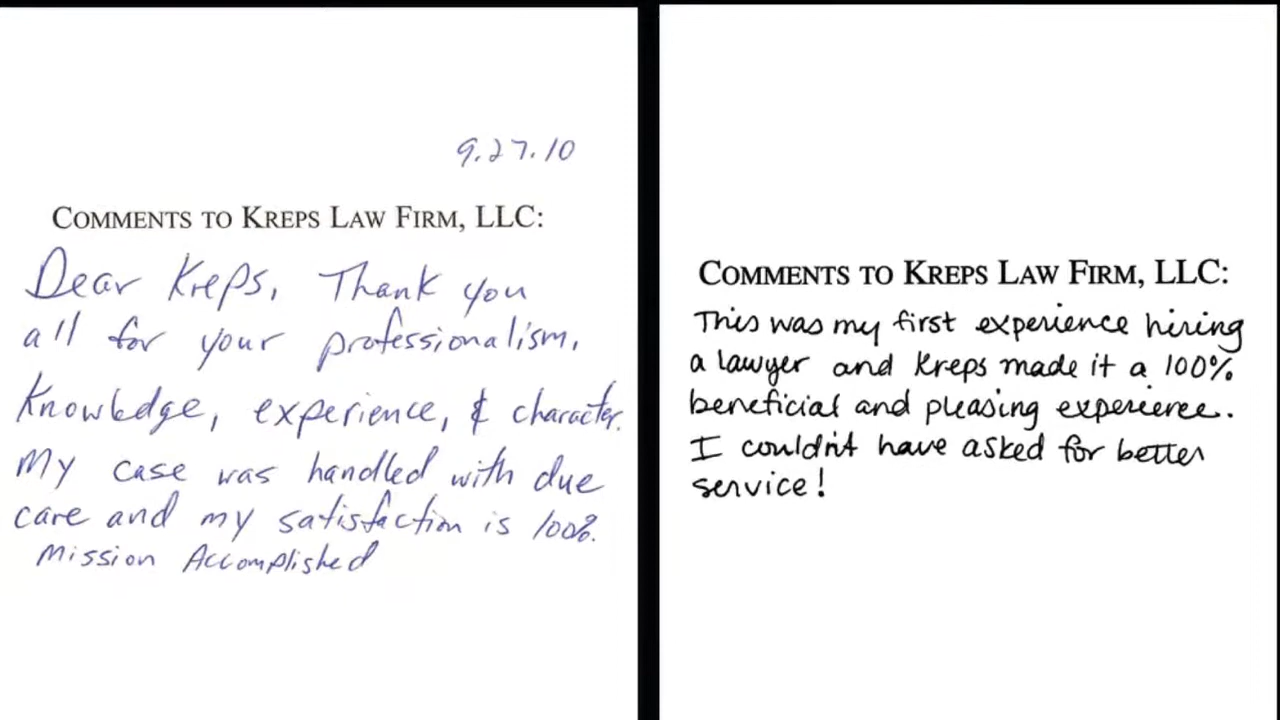 9.27.10
COMMENTS TO KREPS LAW FIRM, LLC:
Dear Kreps, Thank you
all for your professionalism,
Knowledge, experience, & character.
My case was handled with due
care and my satisfaction is 100%.
Mission Accomplished
COMMENTS TO KREPS LAW FIRM, LLC:
This was my first experience hiring
a lawyer and Kreps made it a 100%
beneficial and pleasing experience.
I couldn't have asked for better
service!